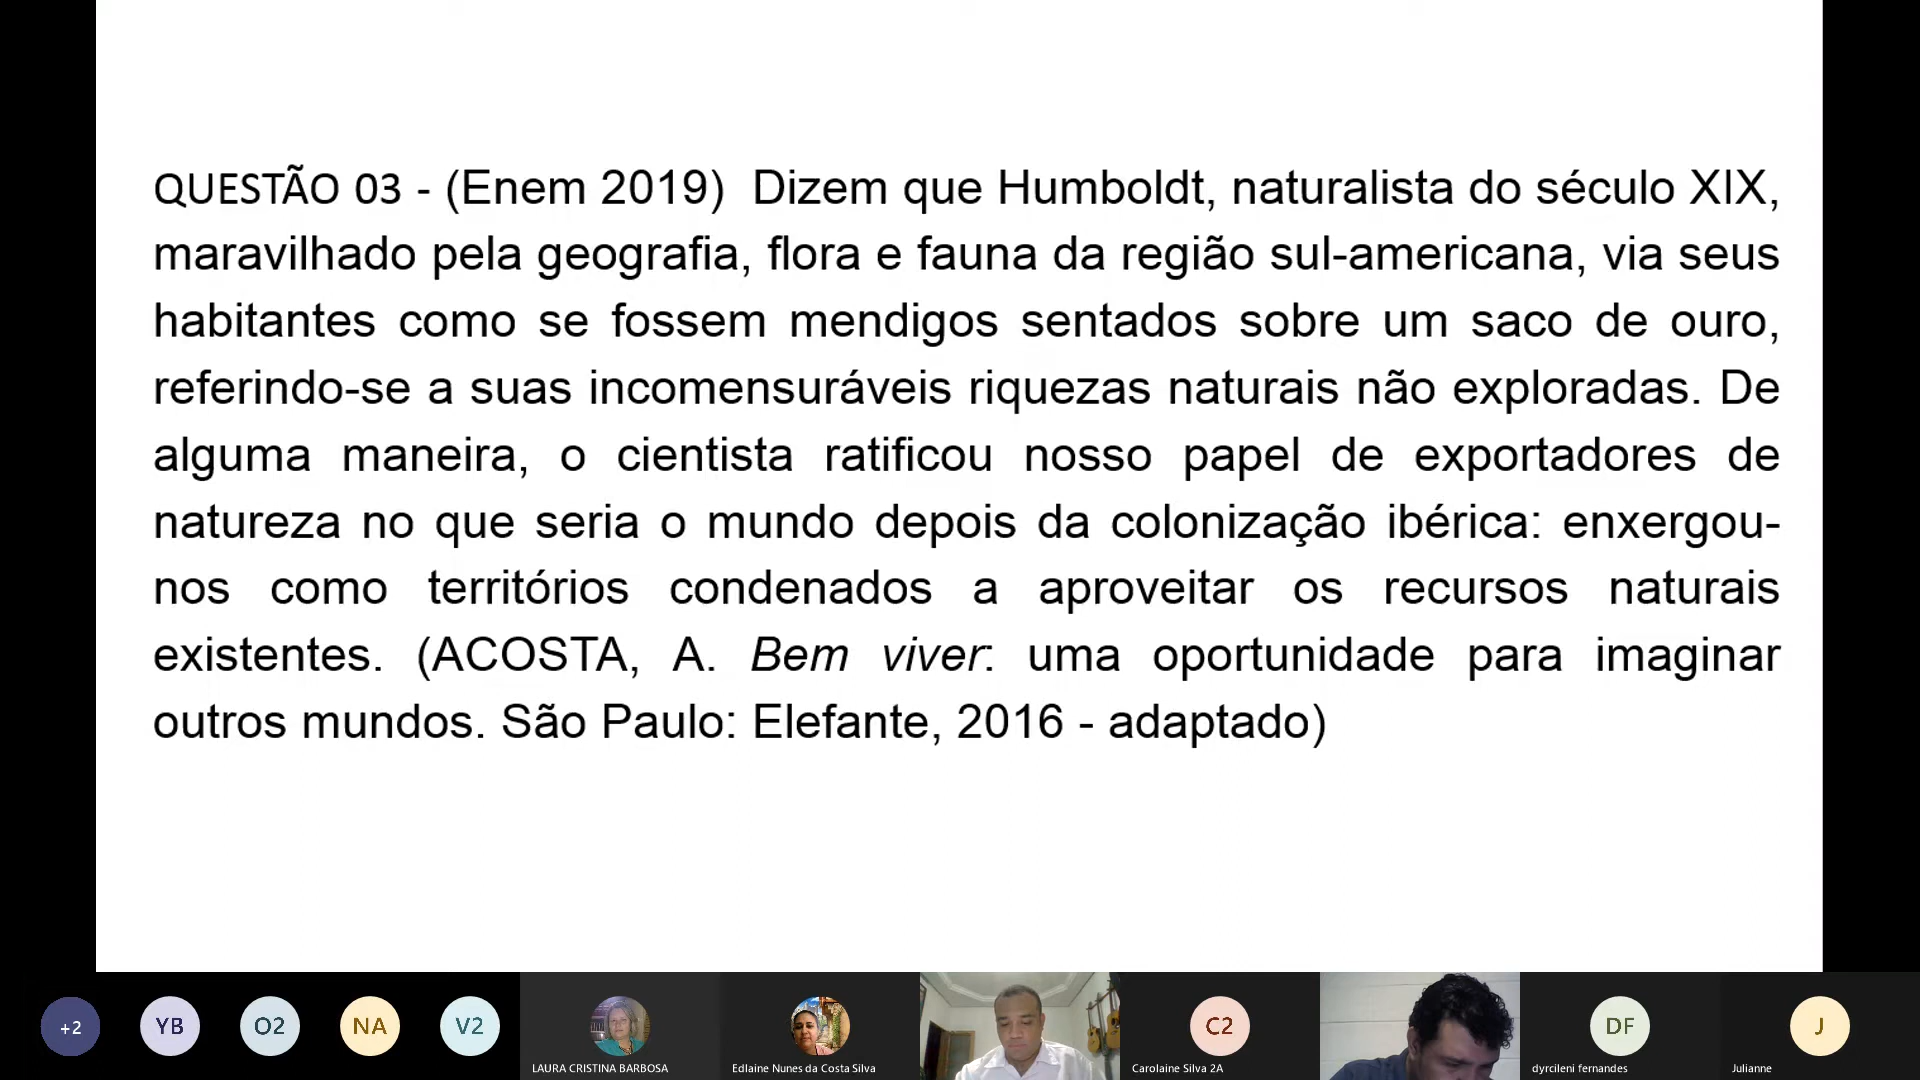 QUESTÃO 03 - (Enem 2019)  Dizem que Humboldt, naturalista do século XIX,
maravilhado pela geografia, flora e fauna da região sul-americana, via seus
habitantes como se fossem mendigos sentados sobre um saco de ouro,
referindo-se a suas incomensuráveis riquezas naturais não exploradas. De
alguma maneira, o cientista ratificou nosso papel de exportadores de
natureza no que seria o mundo depois da colonização ibérica: enxergou-
nos como territórios condenados a aproveitar os recursos naturais
existentes. (ACOSTA, A. Bem viver: uma oportunidade para imaginar
outros mundos. São Paulo: Elefante, 2016 - adaptado)
+2 YB O2 NA V2 C2 DF J
LAURA CRISTINA BARBOSA Edlaine Nunes da Costa Silva Carolaine Silva 2A dyrcileni fernandes Julianne